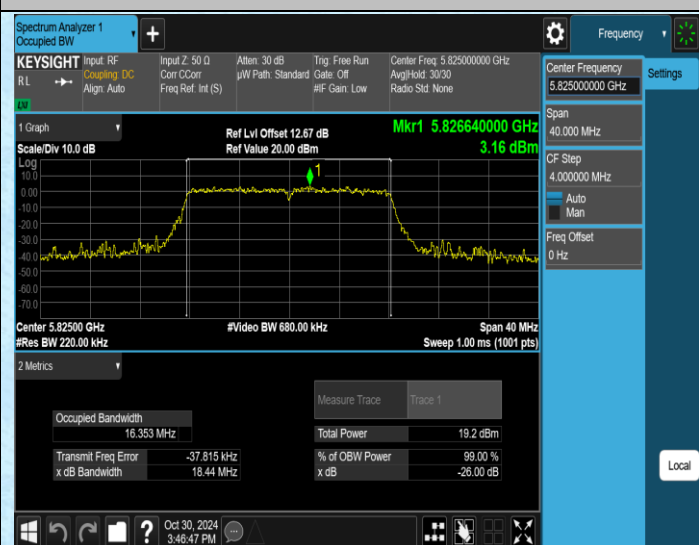 Spectrum Analyzer 1
Occupied BW
Frequency
KEYSIGHT
RL
LXI
Input: RF
Coupling: DC
Align: Auto
Input Z: 50 Ω
Corr CCorr
Freq Ref: Int (S)
Atten: 30 dB
µW Path: Standard
Trig: Free Run
Gate: Off
#IF Gain: Low
Center Freq: 5.825000000 GHz
Avg|Hold: 30/30
Radio Std: None
Center Frequency
5.825000000 GHz
Settings
Span
40.000 MHz
CF Step
4.000000 MHz
Auto
Man
Freq Offset
0 Hz
1 Graph
Scale/Div 10.0 dB
Ref Lvl Offset 12.67 dB
Ref Value 20.00 dBm
Mkr1 5.826640000 GHz
3.16 dBm
Log
10.0
0.00
-10.0
-20.0
-30.0
-40.0
-50.0
-60.0
-70.0
1
Center 5.82500 GHz
#Video BW 680.00 kHz
Span 40 MHz
#Res BW 220.00 kHz
Sweep 1.00 ms (1001 pts)
2 Metrics
Measure Trace
Trace 1
Occupied Bandwidth
16.353 MHz
Total Power
19.2 dBm
Transmit Freq Error
-37.815 kHz
% of OBW Power
99.00 %
x dB Bandwidth
18.44 MHz
x dB
-26.00 dB
Local
?
Oct 30, 2024
3:46:47 PM